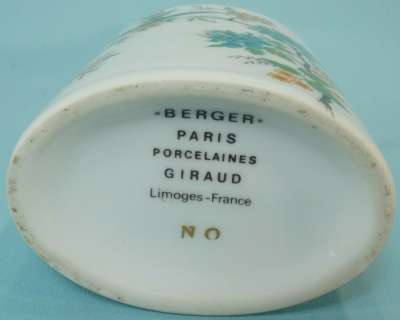 -BERGER-
PARIS
PORCELAINES
GIRAUD
Limoges-France
NO